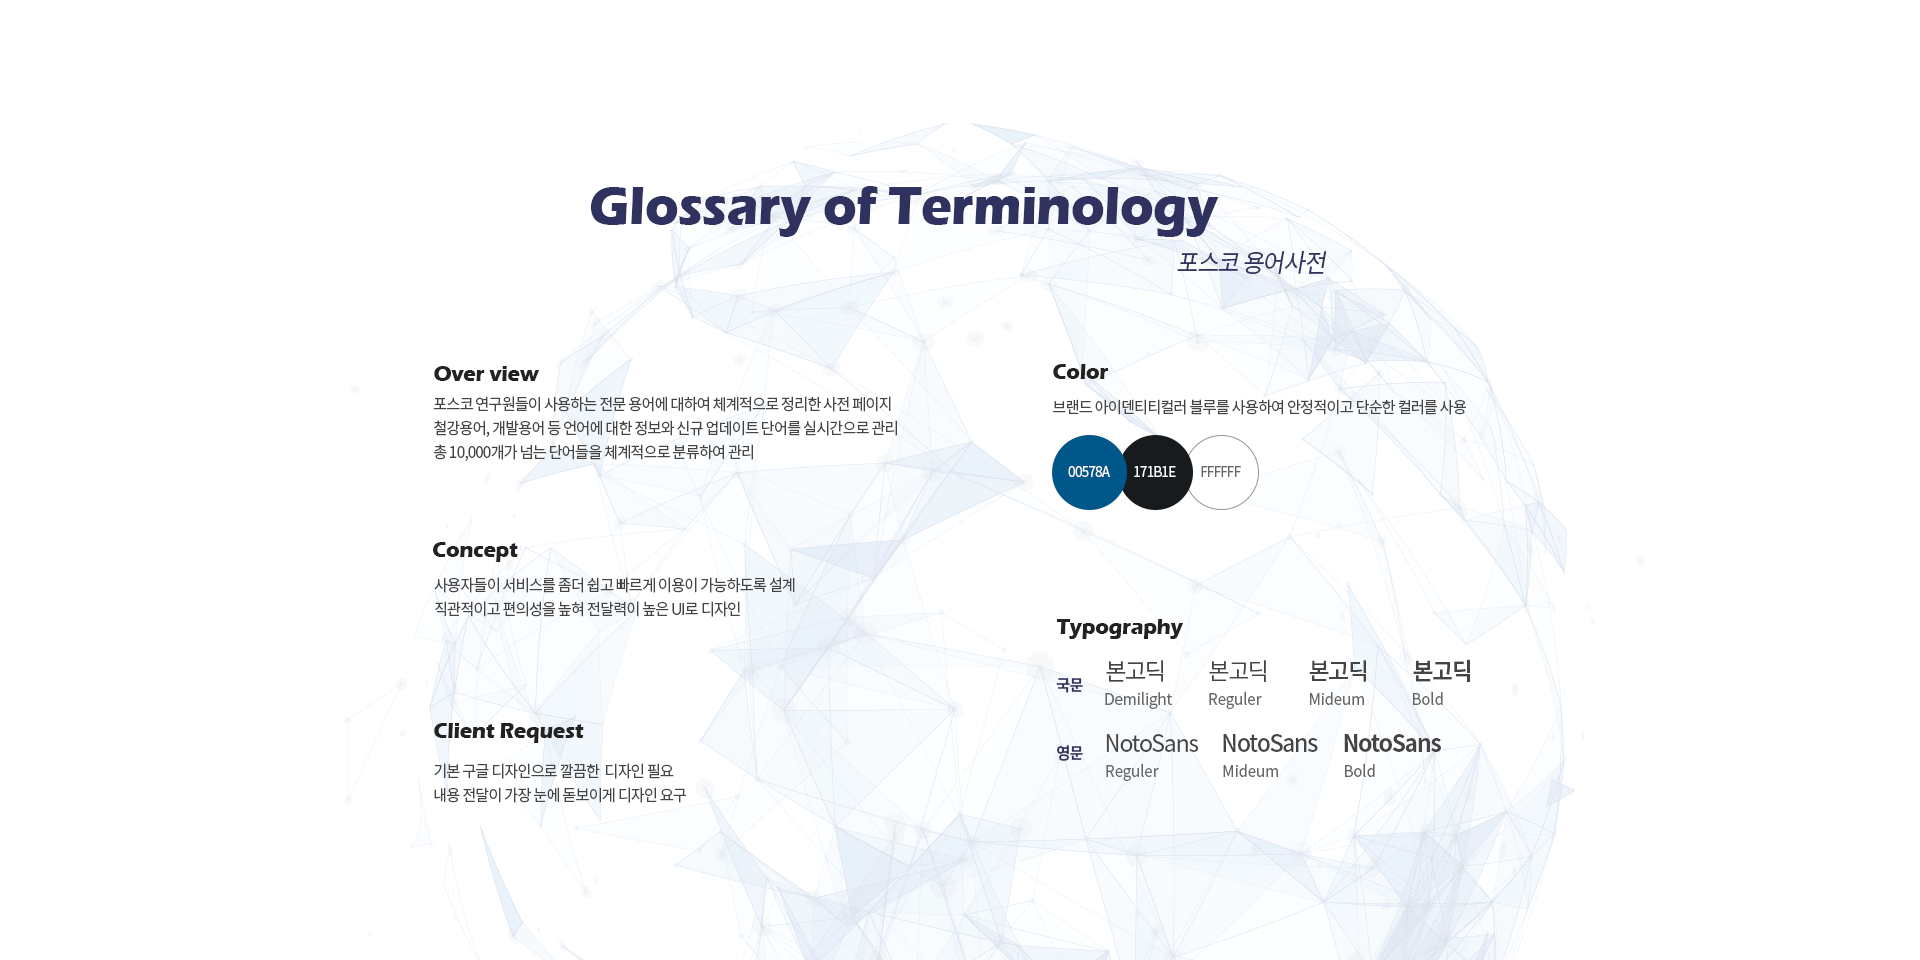 Glossary of Terminology
포스코 용어사전
Over view
포스코 연구원들이 사용하는 전문 용어에 대하여 체계적으로 정리한 사전 페이지
철강용어, 개발용어 등 언어에 대한 정보와 신규 업데이트 단어를 실시간으로 관리
총 10,000개가 넘는 단어들을 체계적으로 분류하여 관리
Concept
사용자들이 서비스를 좀더 쉽고 빠르게 이용이 가능하도록 설계
직관적이고 편의성을 높혀 전달력이 높은 UI로 디자인
Client Request
기본 구글 디자인으로 깔끔한 디자인 필요
내용 전달이 가장 눈에 돋보이게 디자인 요구
Color
브랜드 아이덴티티컬러 블루를 사용하여 안정적이고 단순한 컬러를 사용
00578A 171B1E FFFFFF
Typography
국문 본고딕 본고딕 본고딕 본고딕
Demilight Reguler Mideum Bold
영문 NotoSans NotoSans NotoSans
Reguler Mideum Bold